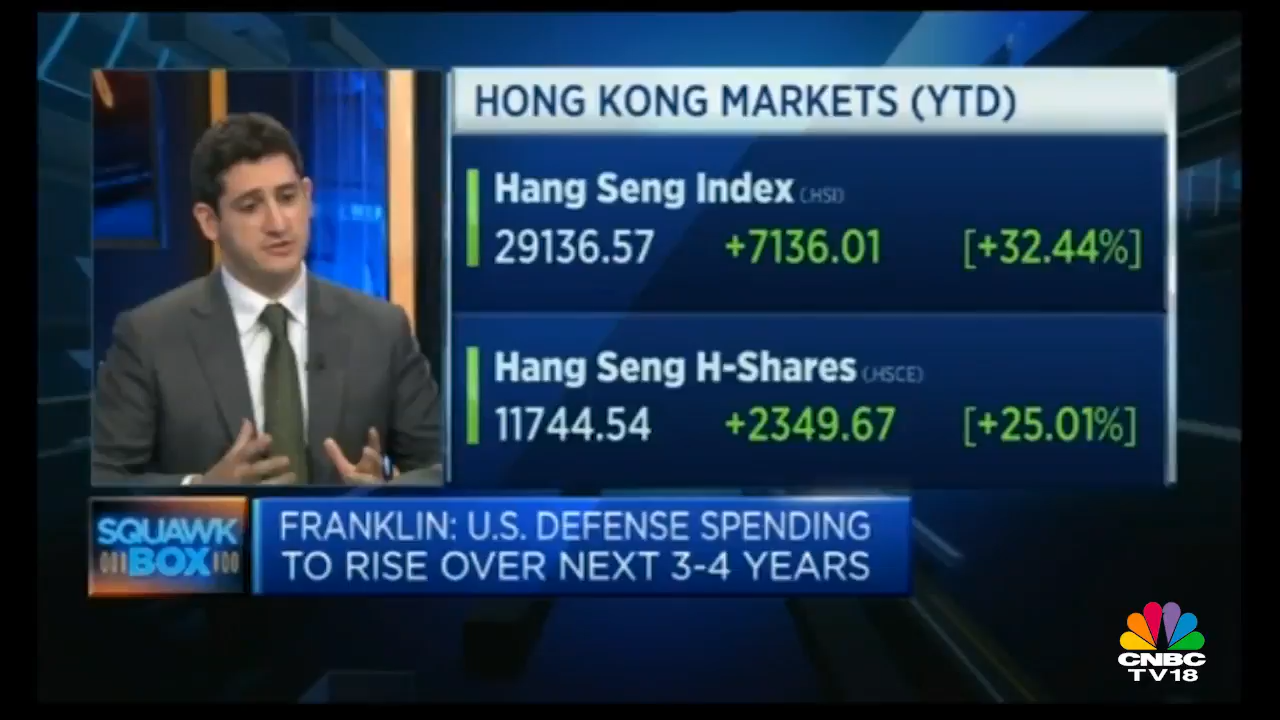 HONG KONG MARKETS (YTD)
Hang Seng Index (.HSI)
29136.57 +7136.01 [+32.44%]
Hang Seng H-Shares (.HSCE)
11744.54 +2349.67 [+25.01%]
SQUAWK
BOX
FRANKLIN: U.S. DEFENSE SPENDING
TO RISE OVER NEXT 3-4 YEARS
CNBC
TV18